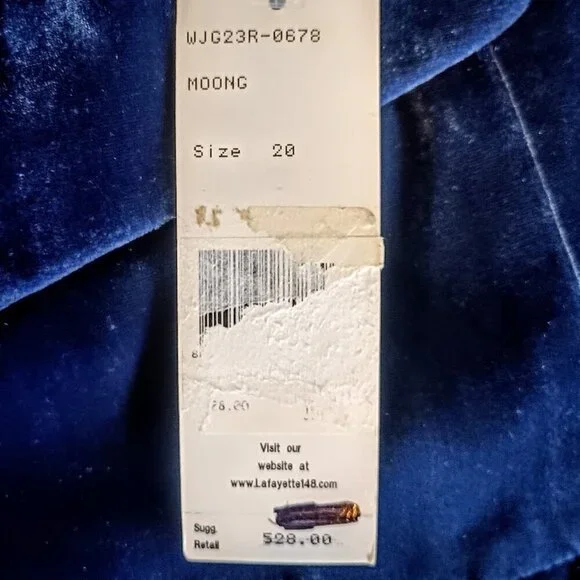 WJG23R-0678
MOONG
Size 20
Visit our
website at
www.Lafayette148.com
Sugg.
Retail 528.00